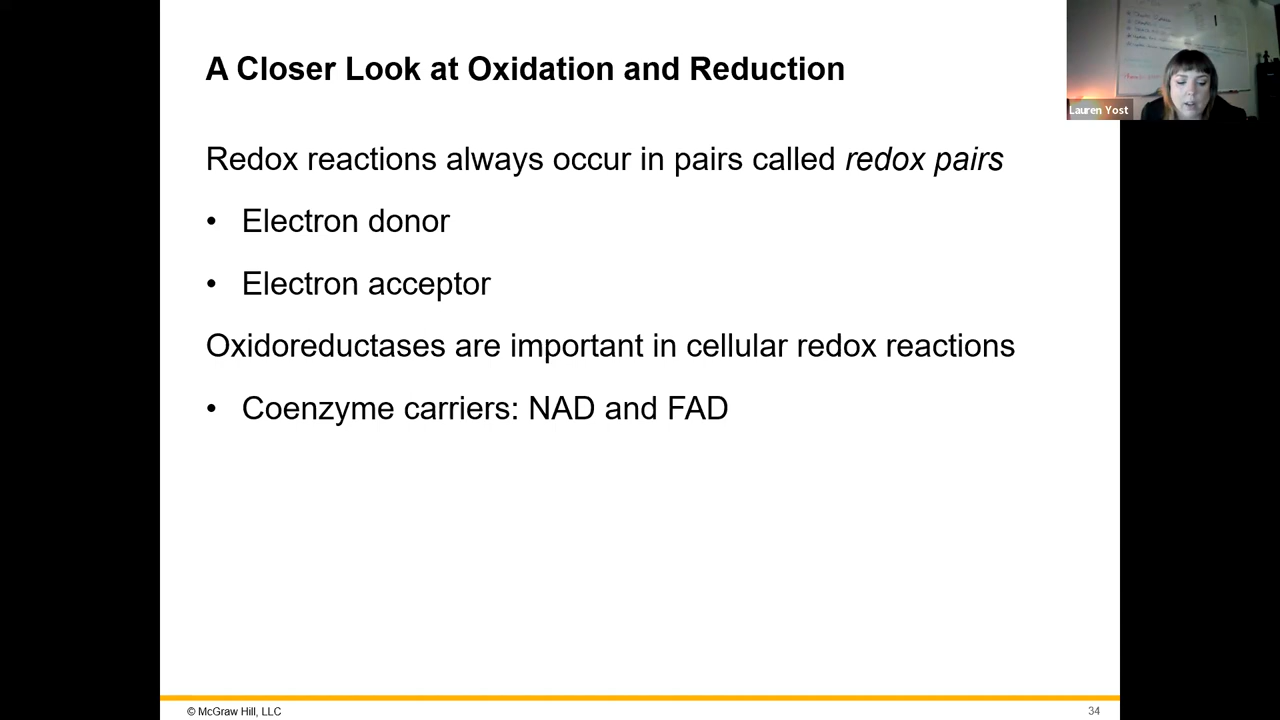 A Closer Look at Oxidation and Reduction
Lauren Yost
Redox reactions always occur in pairs called redox pairs
• Electron donor
• Electron acceptor
Oxidoreductases are important in cellular redox reactions
• Coenzyme carriers: NAD and FAD
© McGraw Hill, LLC
34